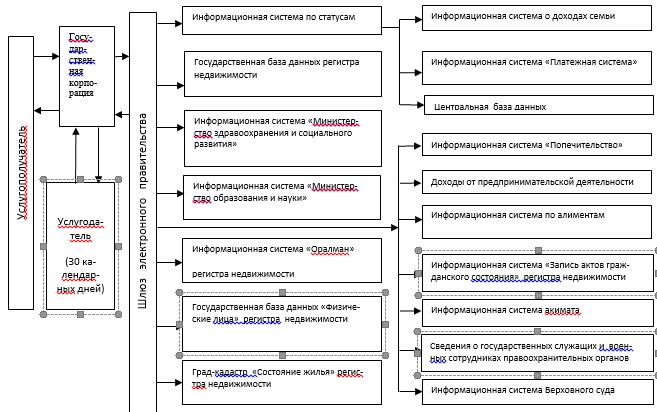 Услугополучатель
Госу-
дар-
ствен-
ная
корпо-
рация
Услугода-
тель
(30 ка-
лендар-
ных дней)
Шлюз электронного правительства
Информационная система по статусам
Государственная база данных регистра
недвижимости
Информационная система «Министер-
ство здравоохранения и социального
развития»
Информационная система «Министер-
ство образования и науки»
Информационная система «Оралман»
регистра недвижимости
Государственная база данных «Физиче-
ские лица» регистра недвижимости
Град-кадастр «Состояние жилья» регис-
тра недвижимости
Информационная система о доходах семьи
Информационная система «Платежная система»
Центральная база данных
Информационная система «Попечительство»
Доходы от предпринимательской деятельности
Информационная система по алиментам
Информационная система «Запись актов граж-
данского состояния» регистра недвижимости
Информационная система акимата
Сведения о государственных служащих и воен-
ных сотрудниках правоохранительных органов
Информационная система Верховного суда